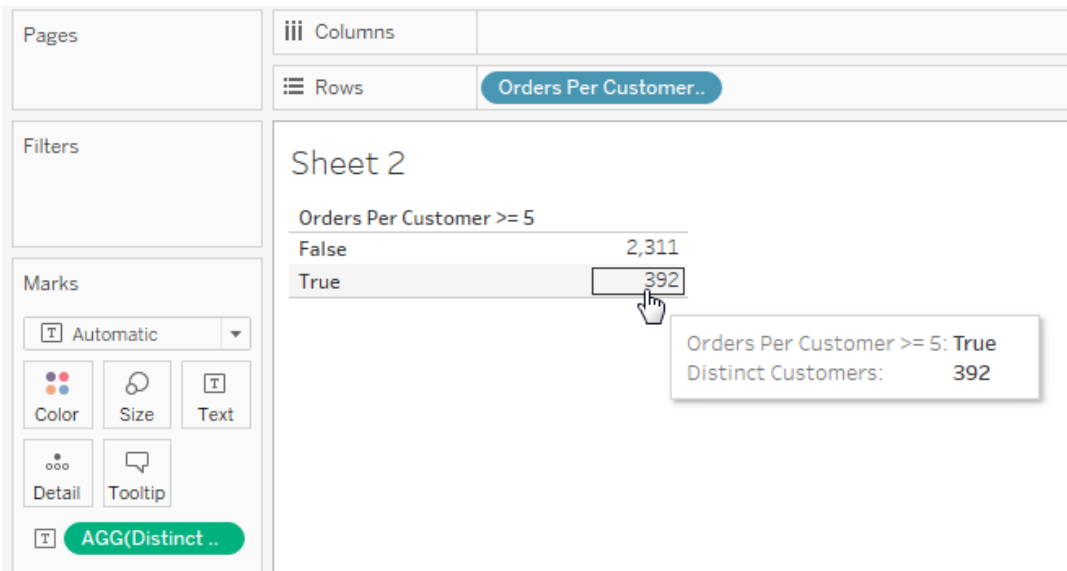 Pages
Columns
Rows
Orders Per Customer..
Filters
Sheet 2
Orders Per Customer >= 5
False 2,311
True 392
Orders Per Customer >= 5: True
Distinct Customers: 392
Marks
T Automatic
T
Color Size Text
Detail Tooltip
T AGG(Distinct ..